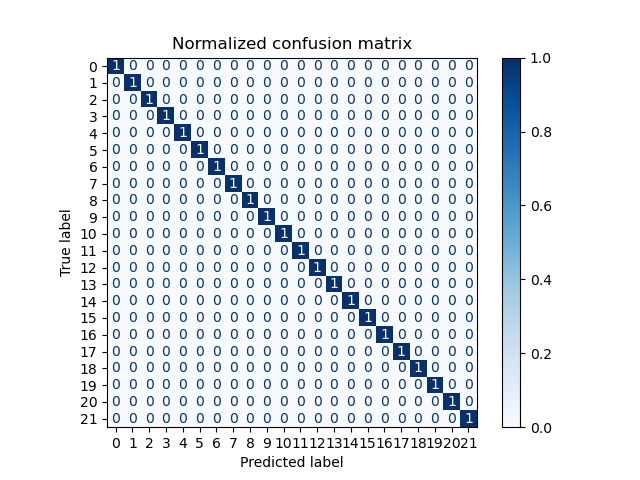 Normalized confusion matrix
0 1 0 0 0 0 0 0 0 0 0 0 0 0 0 0 0 0 0 0 0 0 0 1.0
1 0 1 0 0 0 0 0 0 0 0 0 0 0 0 0 0 0 0 0 0 0 0
2 0 0 1 0 0 0 0 0 0 0 0 0 0 0 0 0 0 0 0 0 0 0
3 0 0 0 1 0 0 0 0 0 0 0 0 0 0 0 0 0 0 0 0 0 0
4 0 0 0 0 1 0 0 0 0 0 0 0 0 0 0 0 0 0 0 0 0 0 0.8
5 0 0 0 0 0 1 0 0 0 0 0 0 0 0 0 0 0 0 0 0 0 0
6 0 0 0 0 0 0 1 0 0 0 0 0 0 0 0 0 0 0 0 0 0 0
7 0 0 0 0 0 0 0 1 0 0 0 0 0 0 0 0 0 0 0 0 0 0
8 0 0 0 0 0 0 0 0 1 0 0 0 0 0 0 0 0 0 0 0 0 0
9 0 0 0 0 0 0 0 0 0 1 0 0 0 0 0 0 0 0 0 0 0 0 0.6
10 0 0 0 0 0 0 0 0 0 0 1 0 0 0 0 0 0 0 0 0 0 0
True label
11 0 0 0 0 0 0 0 0 0 0 0 1 0 0 0 0 0 0 0 0 0 0
12 0 0 0 0 0 0 0 0 0 0 0 0 1 0 0 0 0 0 0 0 0 0
13 0 0 0 0 0 0 0 0 0 0 0 0 0 1 0 0 0 0 0 0 0 0 0.4
14 0 0 0 0 0 0 0 0 0 0 0 0 0 0 1 0 0 0 0 0 0 0
15 0 0 0 0 0 0 0 0 0 0 0 0 0 0 0 1 0 0 0 0 0 0
16 0 0 0 0 0 0 0 0 0 0 0 0 0 0 0 0 1 0 0 0 0 0
17 0 0 0 0 0 0 0 0 0 0 0 0 0 0 0 0 0 1 0 0 0 0 0.2
18 0 0 0 0 0 0 0 0 0 0 0 0 0 0 0 0 0 0 1 0 0 0
19 0 0 0 0 0 0 0 0 0 0 0 0 0 0 0 0 0 0 0 1 0 0
20 0 0 0 0 0 0 0 0 0 0 0 0 0 0 0 0 0 0 0 0 1 0
21 0 0 0 0 0 0 0 0 0 0 0 0 0 0 0 0 0 0 0 0 0 1 0.0
0 1 2 3 4 5 6 7 8 9 10 11 12 13 14 15 16 17 18 19 20 21
Predicted label